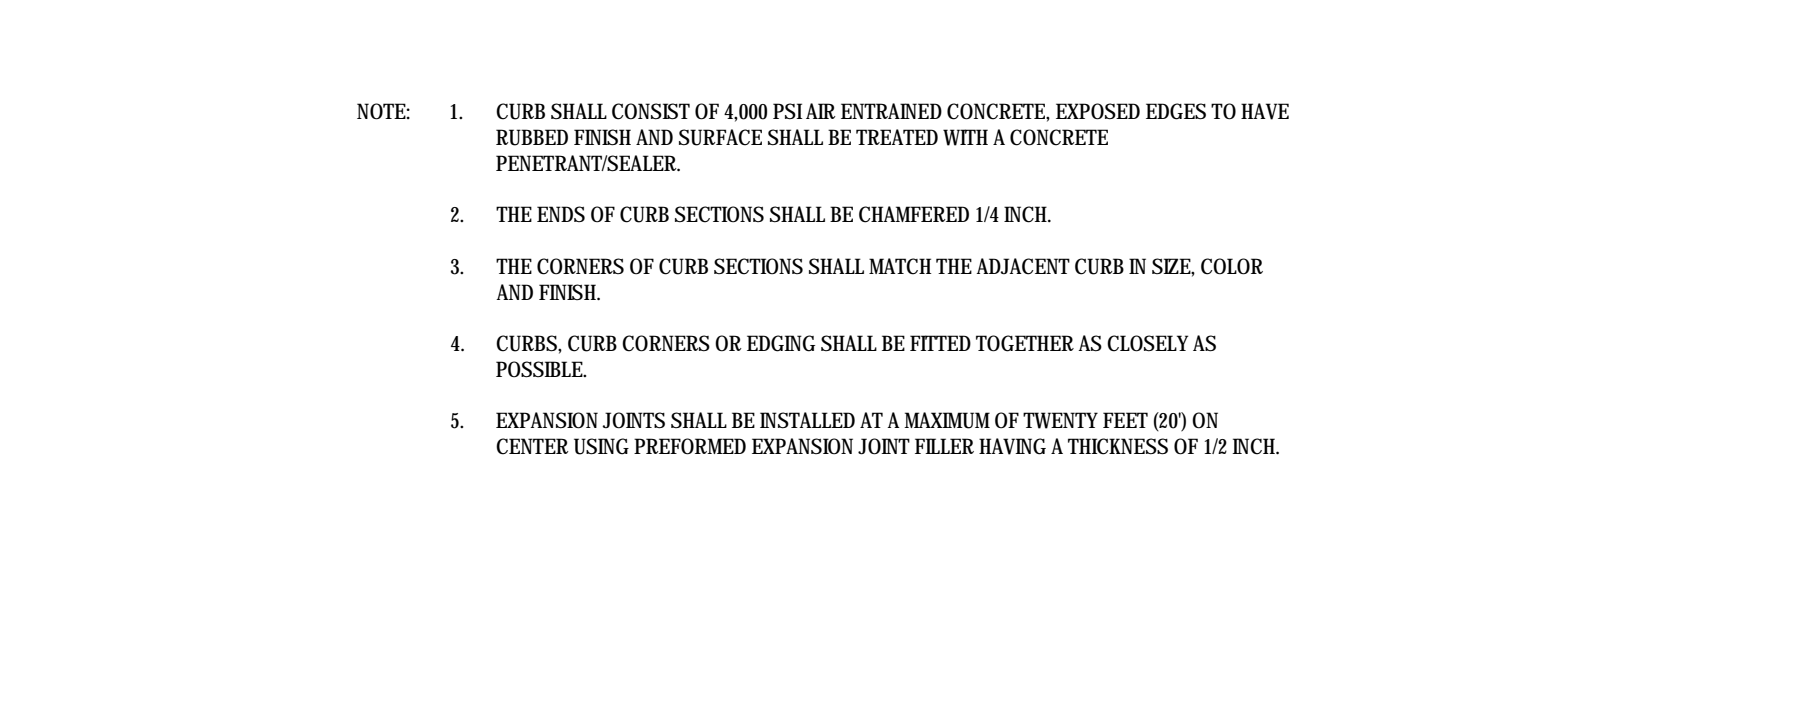 NOTE: 1. CURB SHALL CONSIST OF 4,000 PSI AIR ENTRAINED CONCRETE, EXPOSED EDGES TO HAVE
RUBBED FINISH AND SURFACE SHALL BE TREATED WITH A CONCRETE
PENETRANT/SEALER.
2. THE ENDS OF CURB SECTIONS SHALL BE CHAMFERED 1/4 INCH.
3. THE CORNERS OF CURB SECTIONS SHALL MATCH THE ADJACENT CURB IN SIZE, COLOR
AND FINISH.
4. CURBS, CURB CORNERS OR EDGING SHALL BE FITTED TOGETHER AS CLOSELY AS
POSSIBLE.
5. EXPANSION JOINTS SHALL BE INSTALLED AT A MAXIMUM OF TWENTY FEET (20') ON
CENTER USING PREFORMED EXPANSION JOINT FILLER HAVING A THICKNESS OF 1/2 INCH.